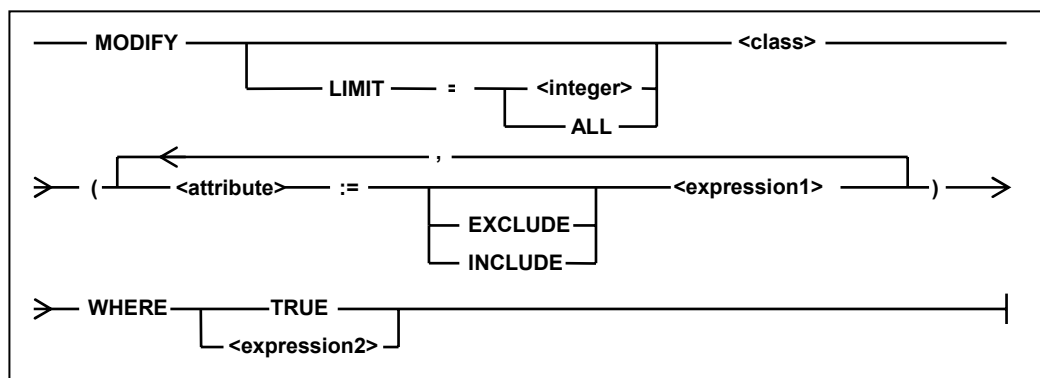 MODIFY <class>
LIMIT = <integer>
ALL
,
( <attribute> := <expression1> )
EXCLUDE
INCLUDE
WHERE TRUE
<expression2>